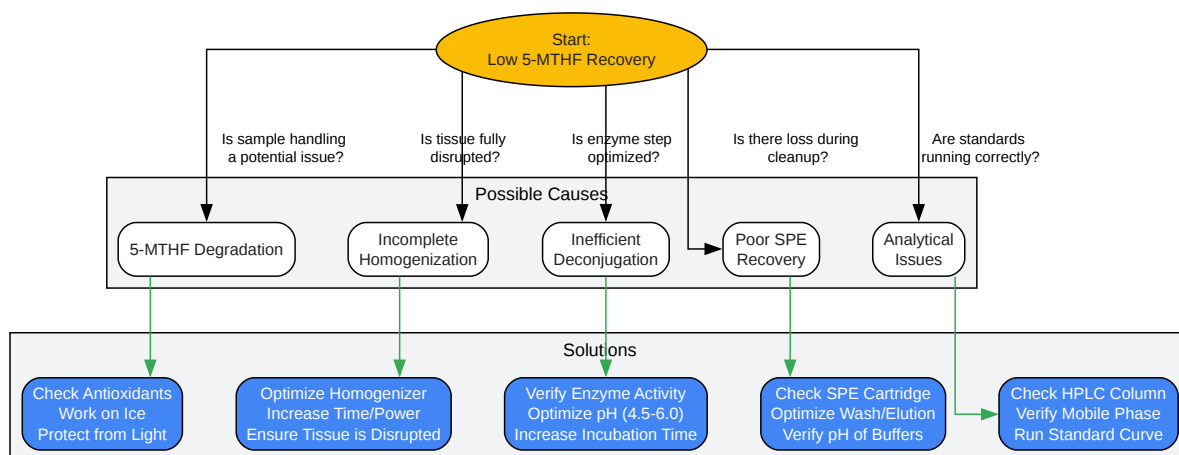 Start:
Low 5-MTHF Recovery
Is sample handling
a potential issue?
Is tissue fully
disrupted?
Is enzyme step
optimized?
Is there loss during
cleanup?
Are standards
running correctly?
Possible Causes
5-MTHF Degradation
Incomplete
Homogenization
Inefficient
Deconjugation
Poor SPE
Recovery
Analytical
Issues
Solutions
Check Antioxidants
Work on Ice
Protect from Light
Optimize Homogenizer
Increase Time/Power
Ensure Tissue is Disrupted
Verify Enzyme Activity
Optimize pH (4.5-6.0)
Increase Incubation Time
Check SPE Cartridge
Optimize Wash/Elution
Verify pH of Buffers
Check HPLC Column
Verify Mobile Phase
Run Standard Curve